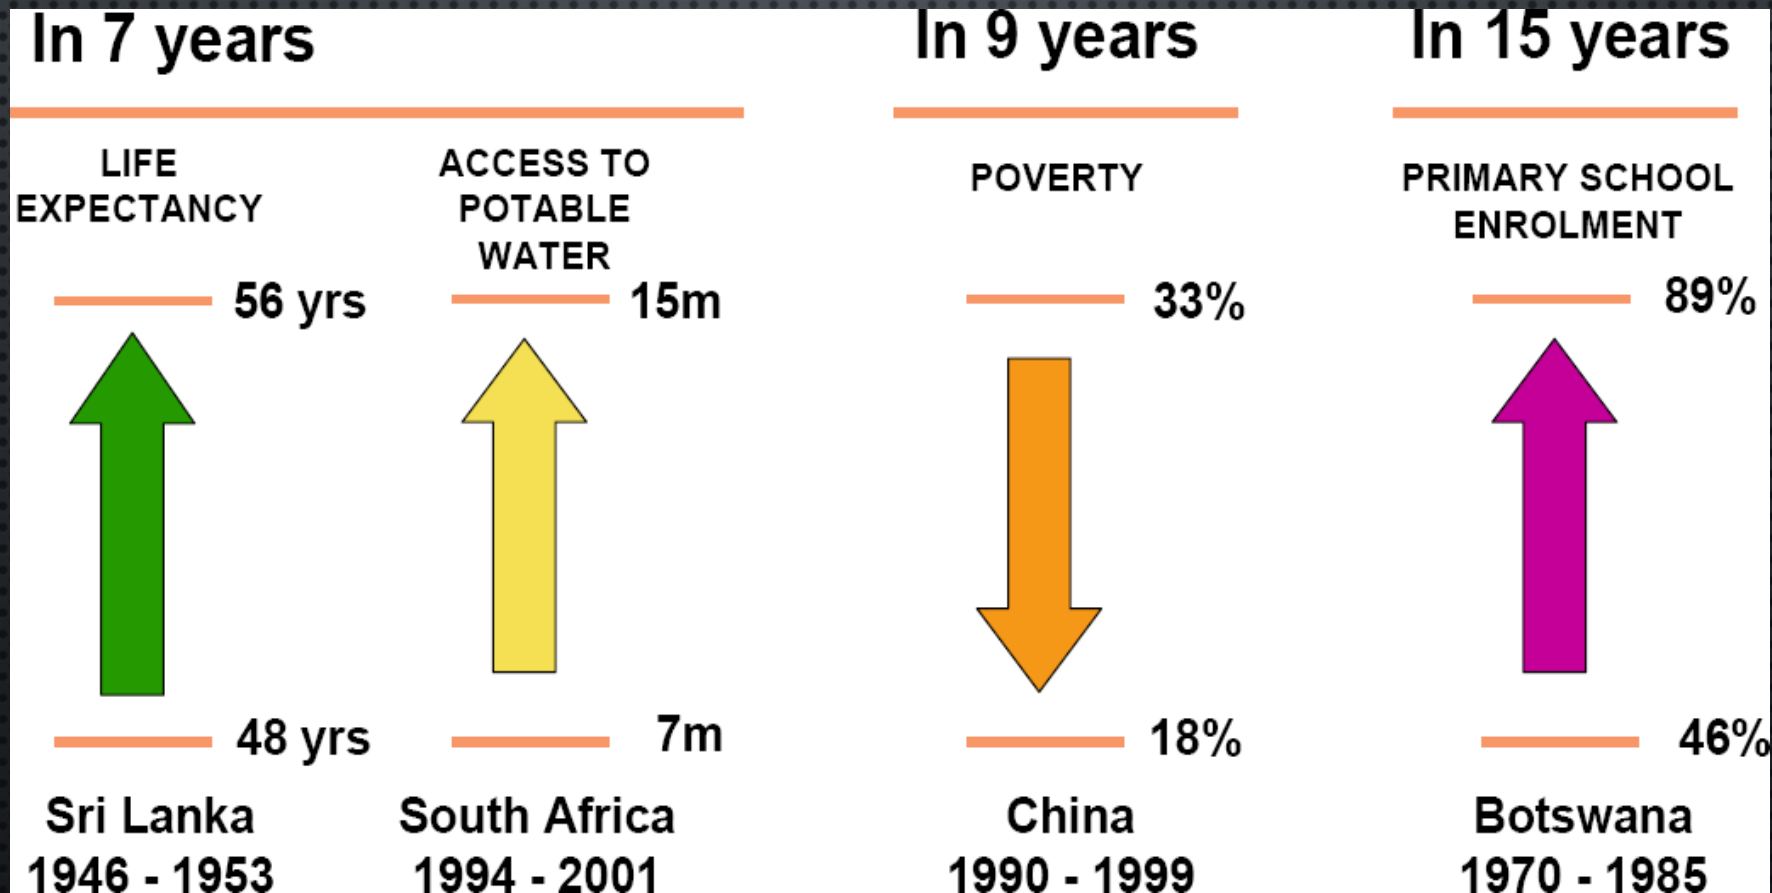 In 7 years
LIFE
EXPECTANCY
56 yrs
48 yrs
Sri Lanka
1946 - 1953
ACCESS TO
POTABLE
WATER
15m
7m
South Africa
1994 - 2001
In 9 years
POVERTY
33%
18%
China
1990 - 1999
In 15 years
PRIMARY SCHOOL
ENROLMENT
89%
46%
Botswana
1970 - 1985